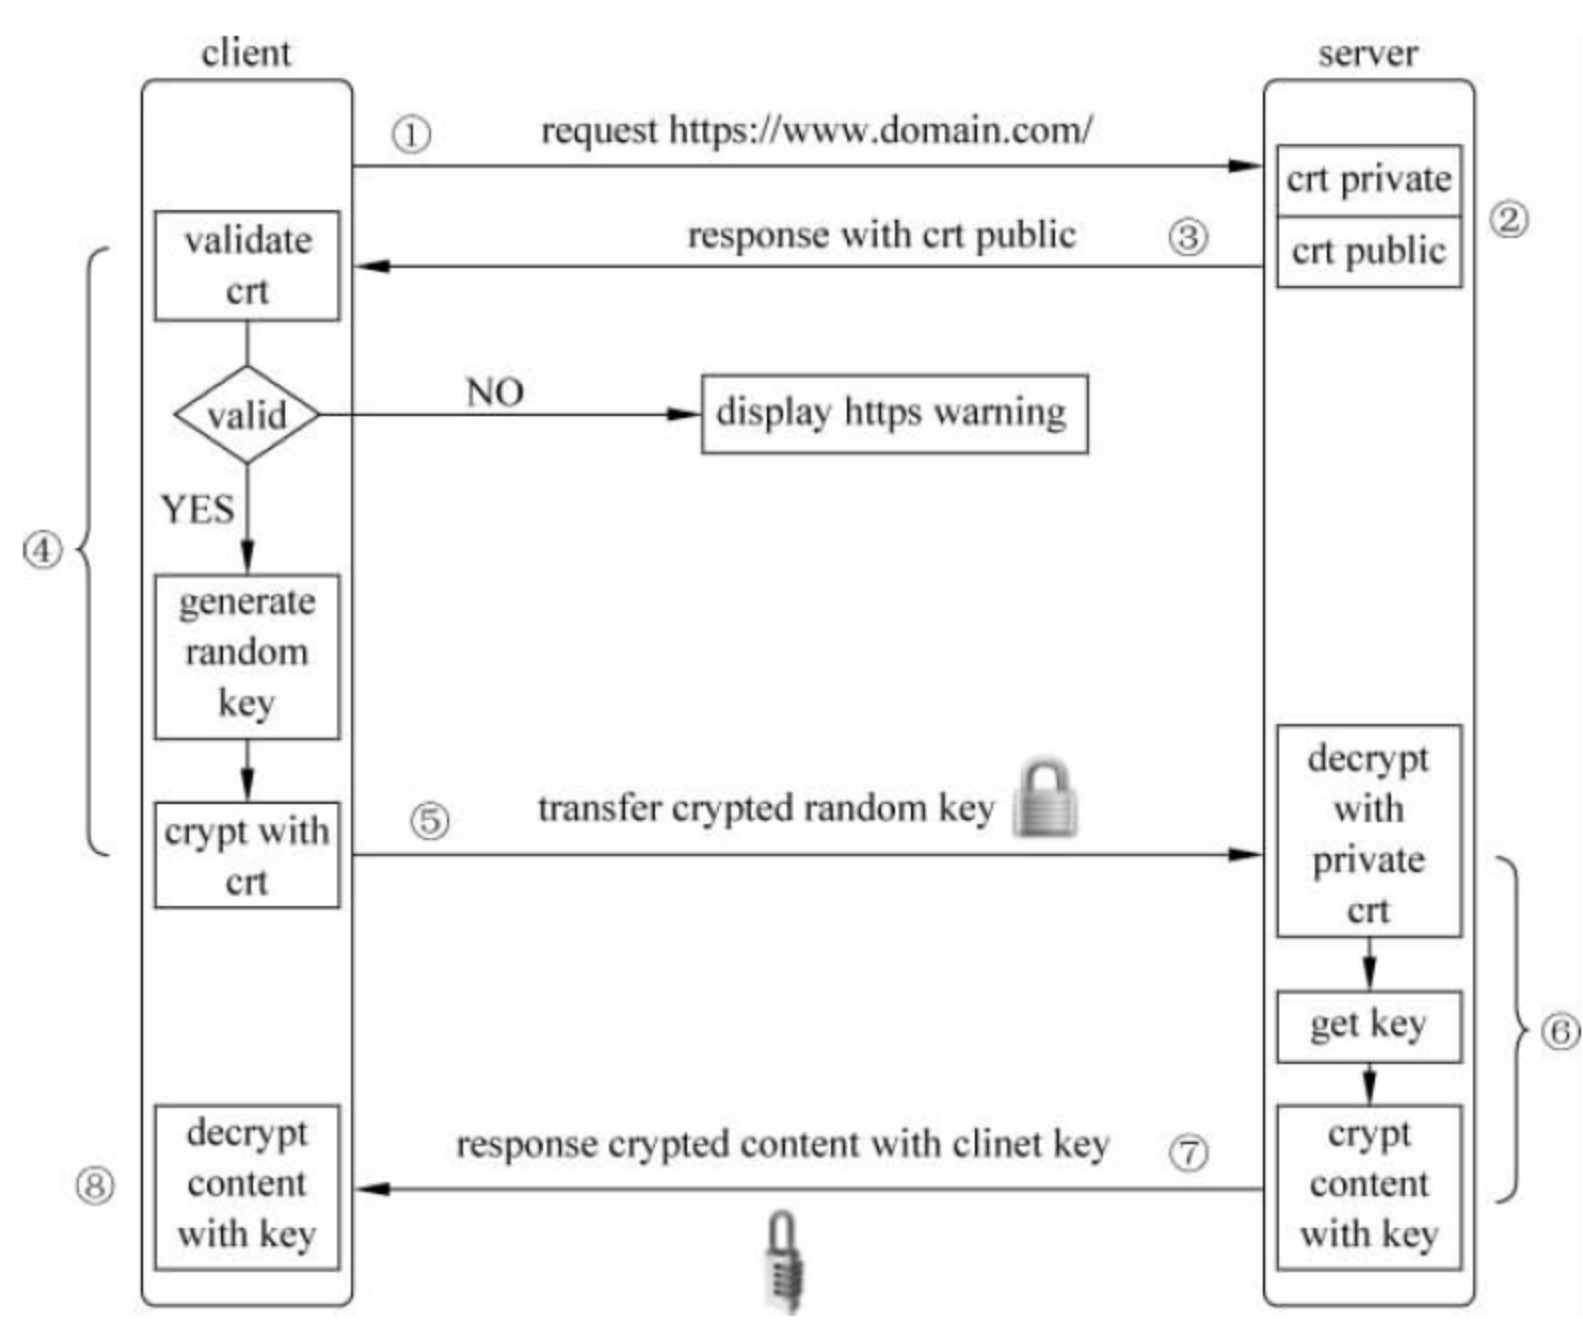 client
server
① request https://www.domain.com/
crt private
②
crt public
response with crt public ③
validate
crt
valid
NO
display https warning
YES
④
generate
random
key
crypt with
crt
⑤ transfer crypted random key
decrypt
with
private
crt
get key
⑥
crypt
content
with key
response crypted content with clinet key ⑦
⑧
decrypt
content
with key